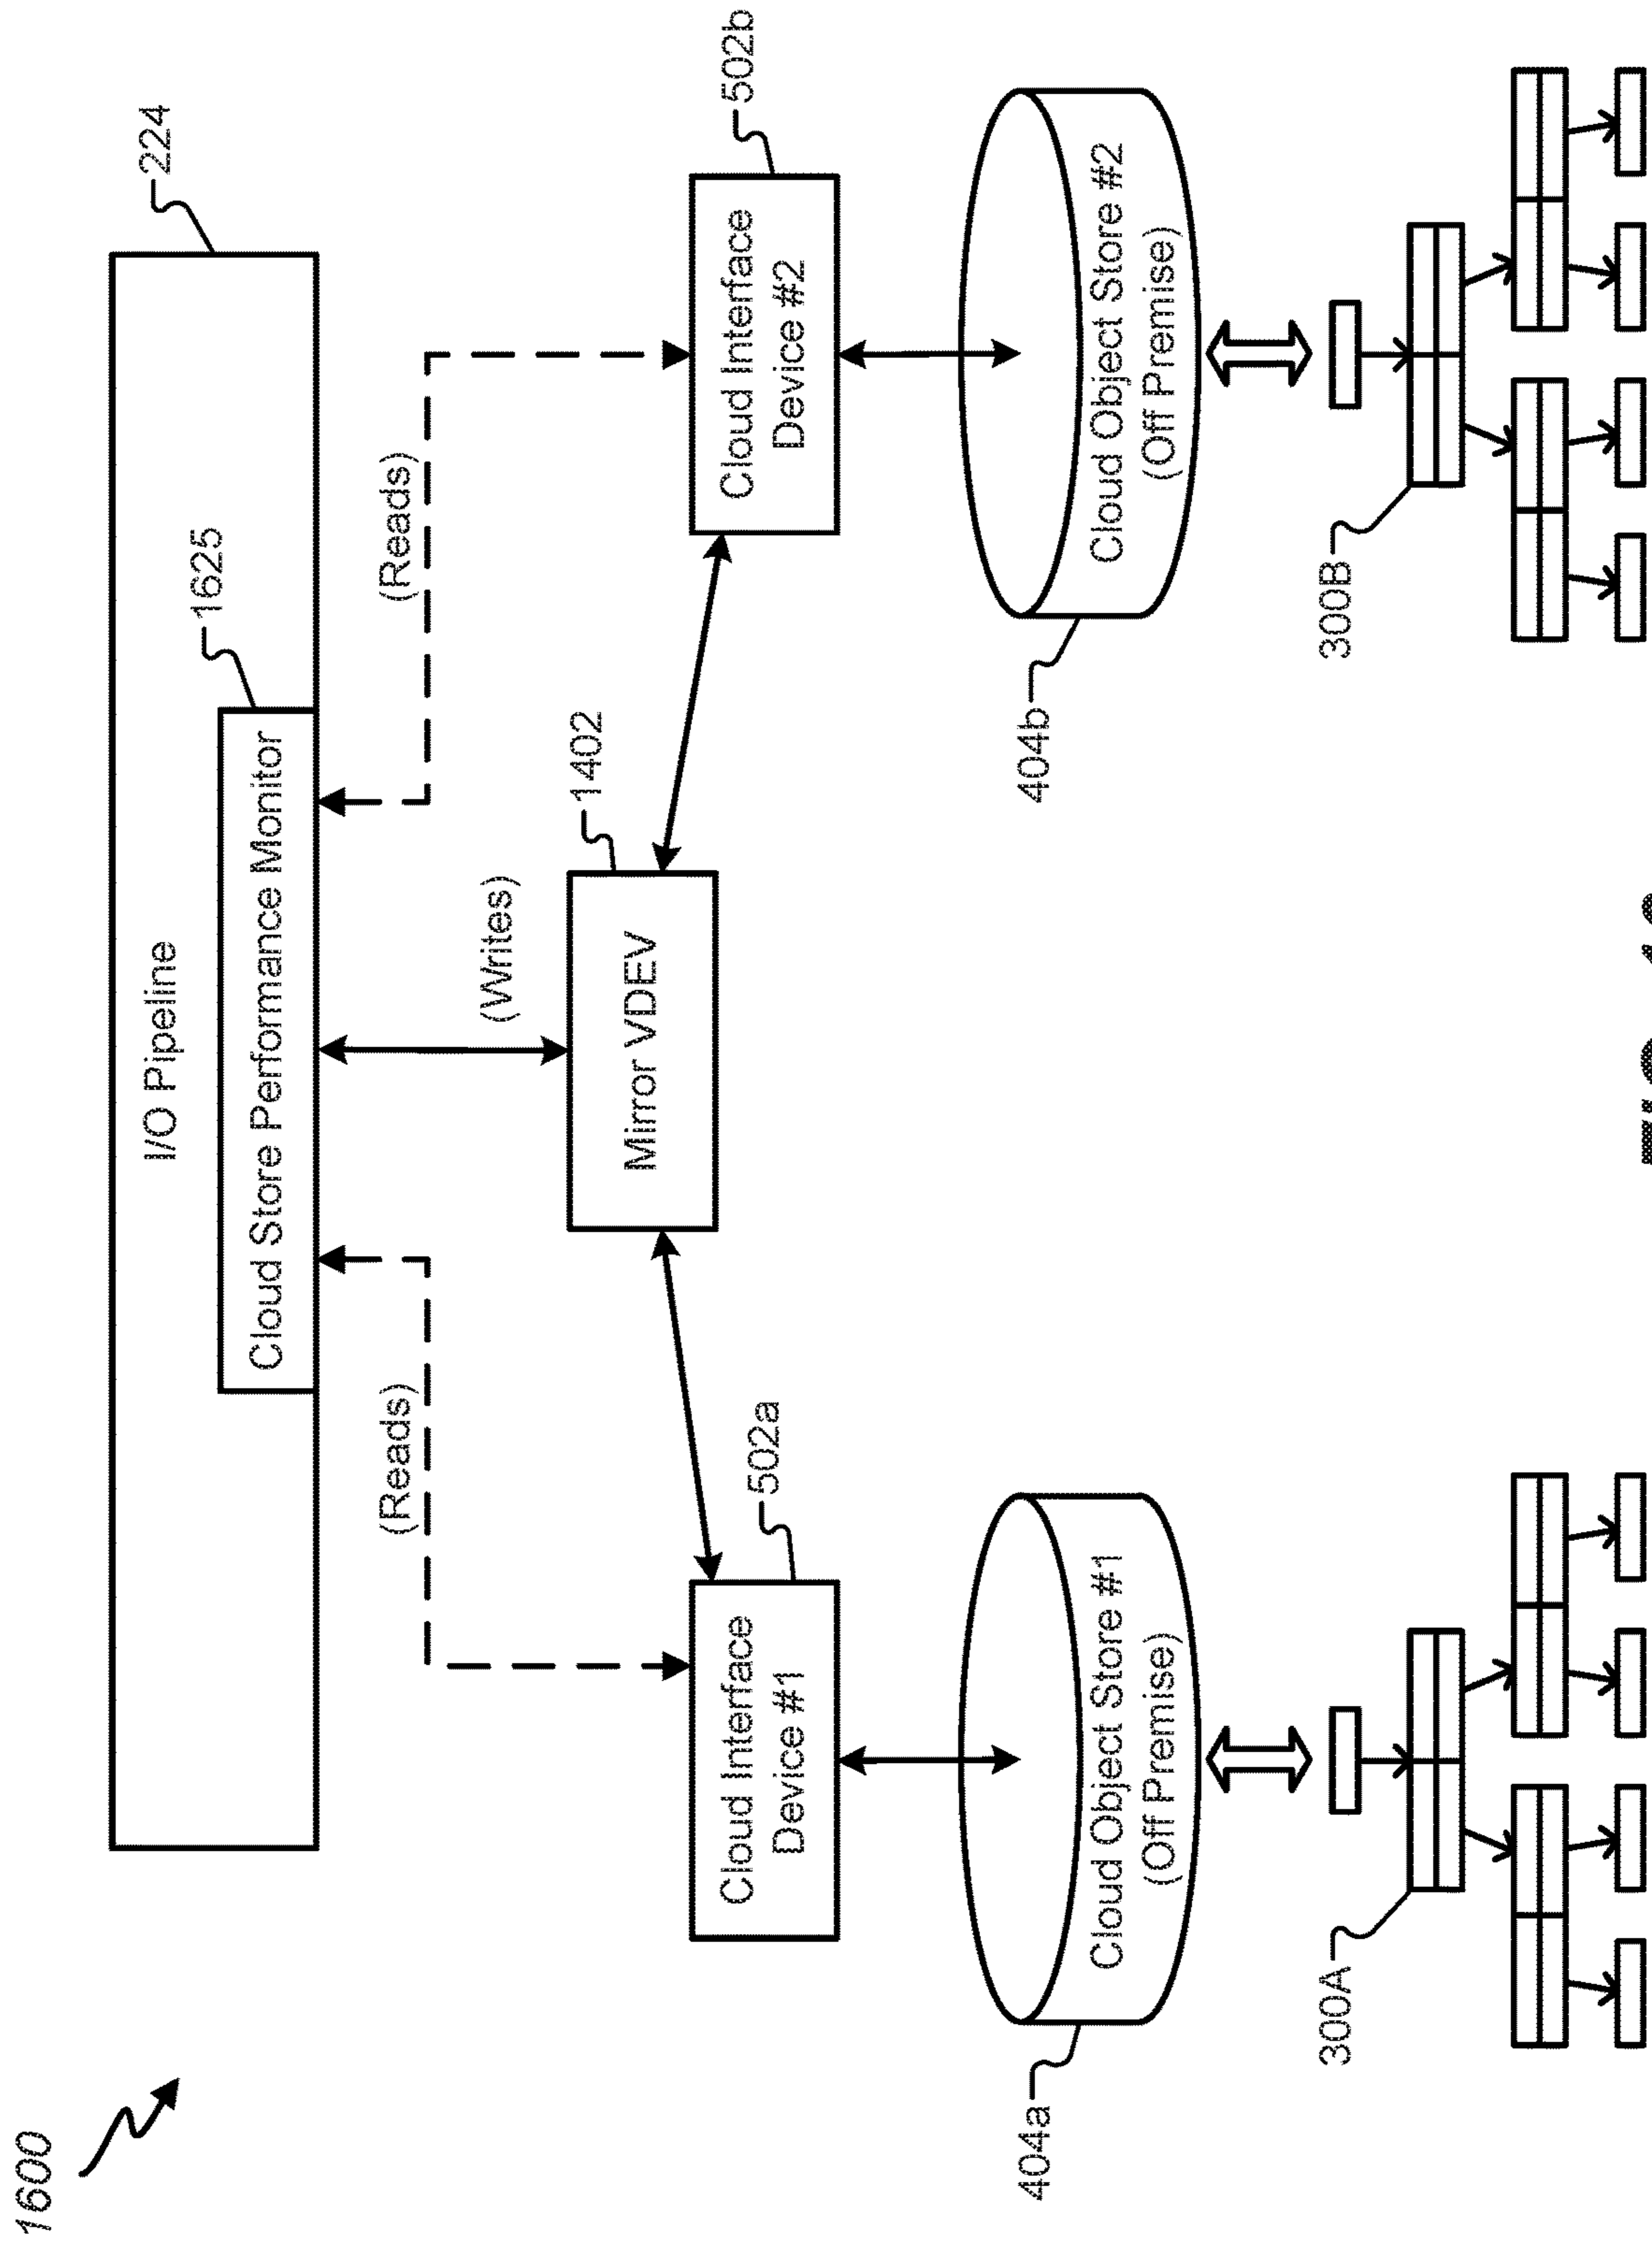 1600
224
I/O Pipeline
1625
Cloud Store Performance Monitor
(Reads)
(Writes)
(Reads)
1402
Mirror VDEV
502a
502b
Cloud Interface
Device #1
Cloud Interface
Device #2
404a
Cloud Object Store #1
(Off Premise)
404b
Cloud Object Store #2
(Off Premise)
300A
300B